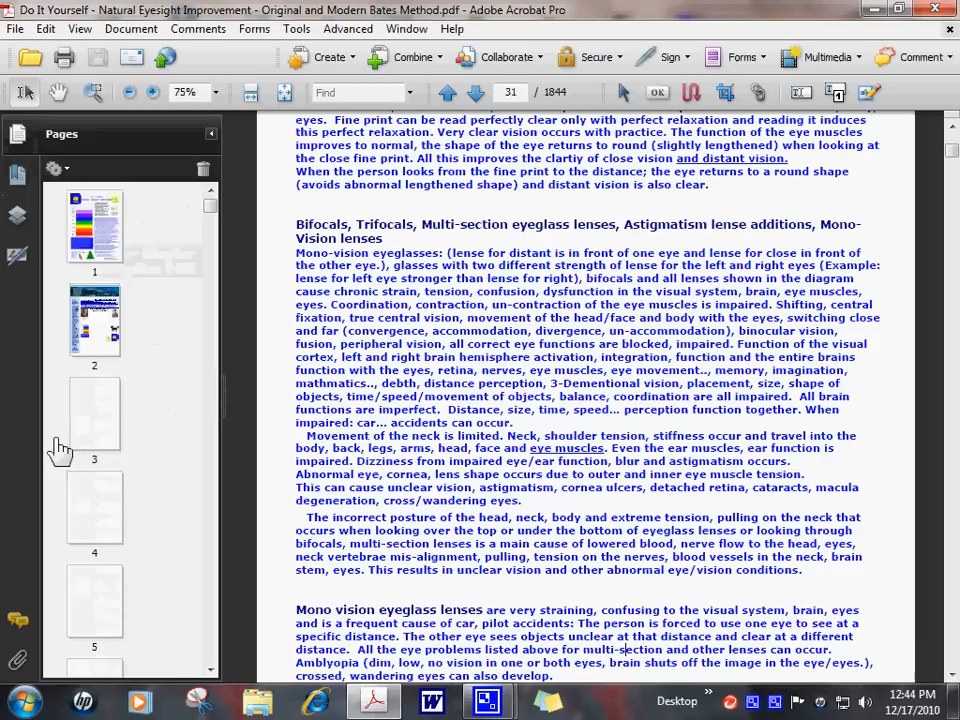 Do It Yourself - Natural Eyesight Improvement - Original and Modern Bates Method.pdf - Adobe Acrobat Pro
File Edit View Document Comments Forms Tools Advanced Window Help
Create Combine Collaborate Secure Sign Forms Multimedia Comment
75% Find 31 / 1844 OK
Pages
1
2
3
4
5
eyes. Fine print can be read perfectly clear only with perfect relaxation and reading it induces
this perfect relaxation. Very clear vision occurs with practice. The function of the eye muscles
improves to normal, the shape of the eye returns to round (slightly lengthened) when looking at
the close fine print. All this improves the clartiy of close vision and distant vision.
When the person looks from the fine print to the distance; the eye returns to a round shape
(avoids abnormal lengthened shape) and distant vision is also clear.
Bifocals, Trifocals, Multi-section eyeglass lenses, Astigmatism lense additions, Mono-
Vision lenses
Mono-vision eyeglasses: (lense for distant is in front of one eye and lense for close in front of
the other eye.), glasses with two different strength of lense for the left and right eyes (Example:
lense for left eye stronger than lense for right), bifocals and all lenses shown in the diagram
cause chronic strain, tension, confusion, dysfunction in the visual system, brain, eye muscles,
eyes. Coordination, contraction, un-contraction of the eye muscles is impaired. Shifting, central
fixation, true central vision, movement of the head/face and body with the eyes, switching close
and far (convergence, accommodation, divergence, un-accommodation), binocular vision,
fusion, peripheral vision, all correct eye functions are blocked, impaired. Function of the visual
cortex, left and right brain hemisphere activation, integration, function and the entire brains
function with the eyes, retina, nerves, eye muscles, eye movement.., memory, imagination,
mathmatics.., debth, distance perception, 3-Dementional vision, placement, size, shape of
objects, time/speed/movement of objects, balance, coordination are all impaired. All brain
functions are imperfect. Distance, size, time, speed... perception function together. When
impaired: car... accidents can occur.
Movement of the neck is limited. Neck, shoulder tension, stiffness occur and travel into the
body, back, legs, arms, head, face and eye muscles. Even the ear muscles, ear function is
impaired. Dizziness from impaired eye/ear function, blur and astigmatism occurs.
Abnormal eye, cornea, lens shape occurs due to outer and inner eye muscle tension.
This can cause unclear vision, astigmatism, cornea ulcers, detached retina, cataracts, macula
degeneration, cross/wandering eyes.
The incorrect posture of the head, neck, body and extreme tension, pulling on the neck that
occurs when looking over the top or under the bottom of eyeglass lenses or looking through
bifocals, multi-section lenses is a main cause of lowered blood, nerve flow to the head, eyes,
neck vertebrae mis-alignment, pulling, tension on the nerves, blood vessels in the neck, brain
stem, eyes. This results in unclear vision and other abnormal eye/vision conditions.
Mono vision eyeglass lenses are very straining, confusing to the visual system, brain, eyes
and is a frequent cause of car, pilot accidents: The person is forced to use one eye to see at a
specific distance. The other eye sees objects unclear at that distance and clear at a different
distance. All the eye problems listed above for multi-section and other lenses can occur.
Amblyopia (dim, low, no vision in one or both eyes, brain shuts off the image in the eye/eyes.),
crossed, wandering eyes can also develop.
Desktop
12:44 PM
12/17/2010